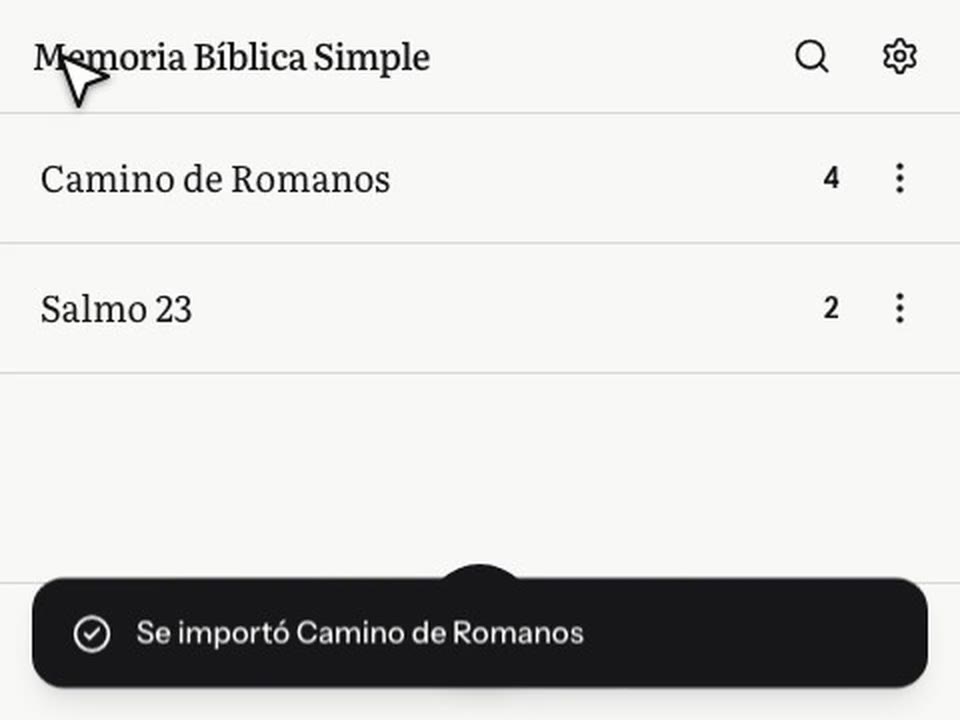 Memoria Bíblica Simple
Camino de Romanos 4
Salmo 23 2
Se importó Camino de Romanos